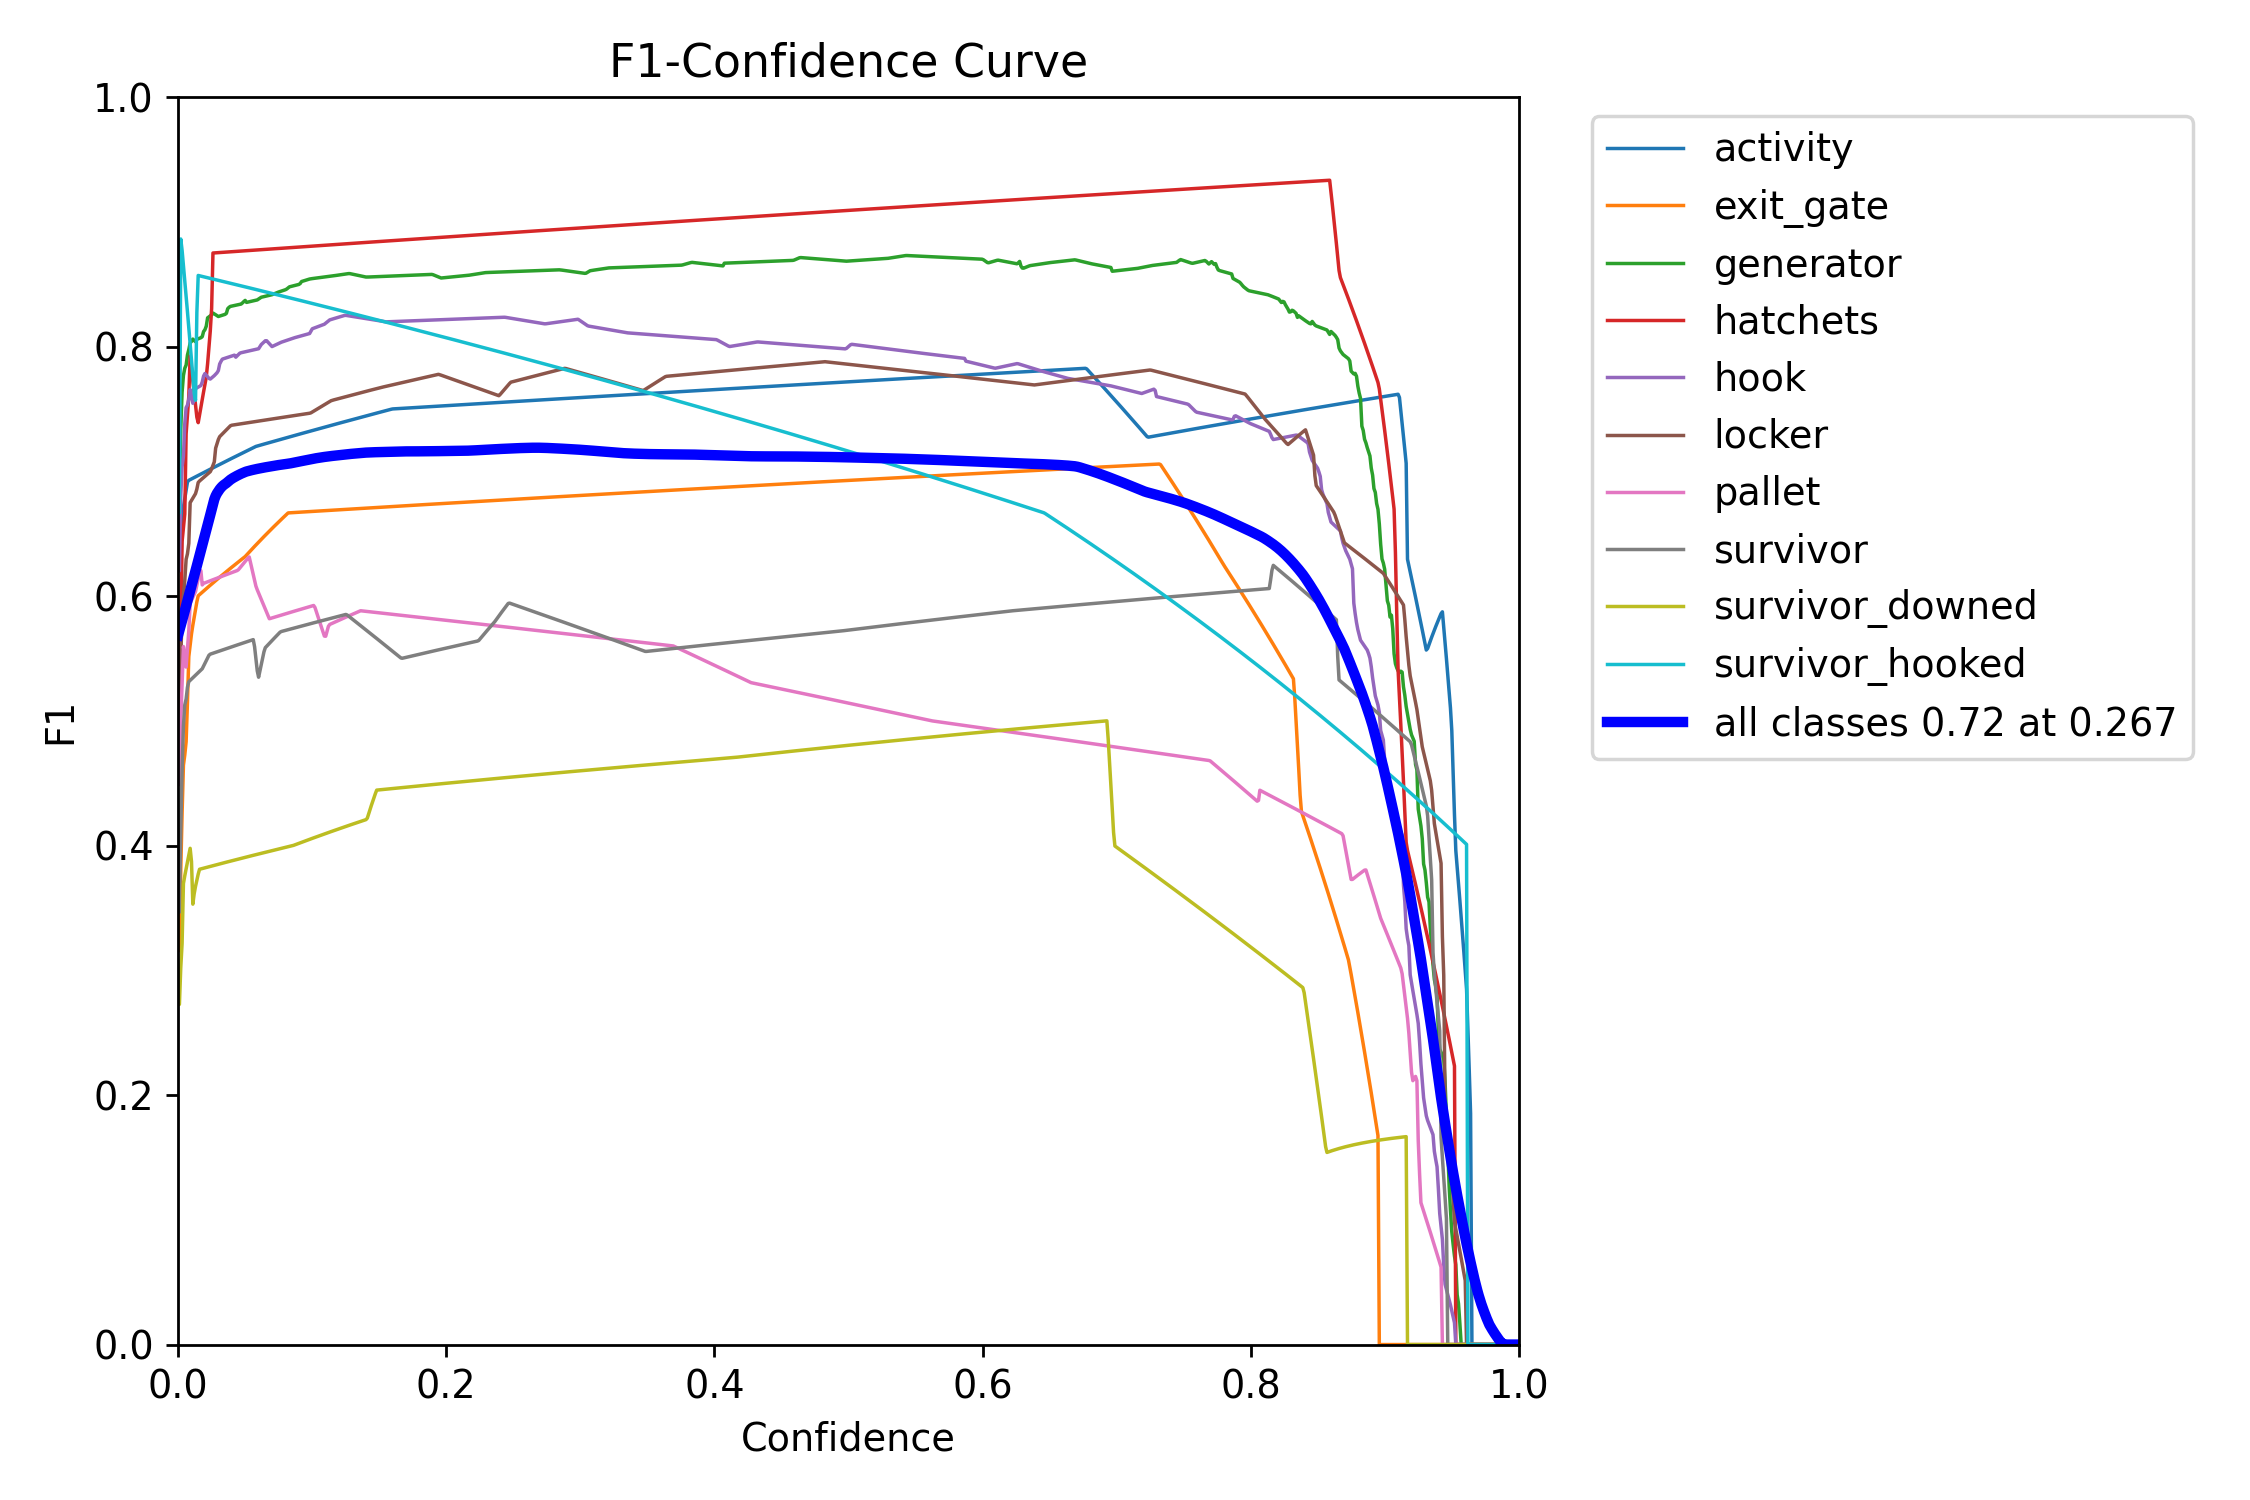 F1-Confidence Curve
1.0
0.8
0.6
0.4
0.2
0.0
F1
0.0 0.2 0.4 0.6 0.8 1.0
Confidence
activity
exit_gate
generator
hatchets
hook
locker
pallet
survivor
survivor_downed
survivor_hooked
all classes 0.72 at 0.267